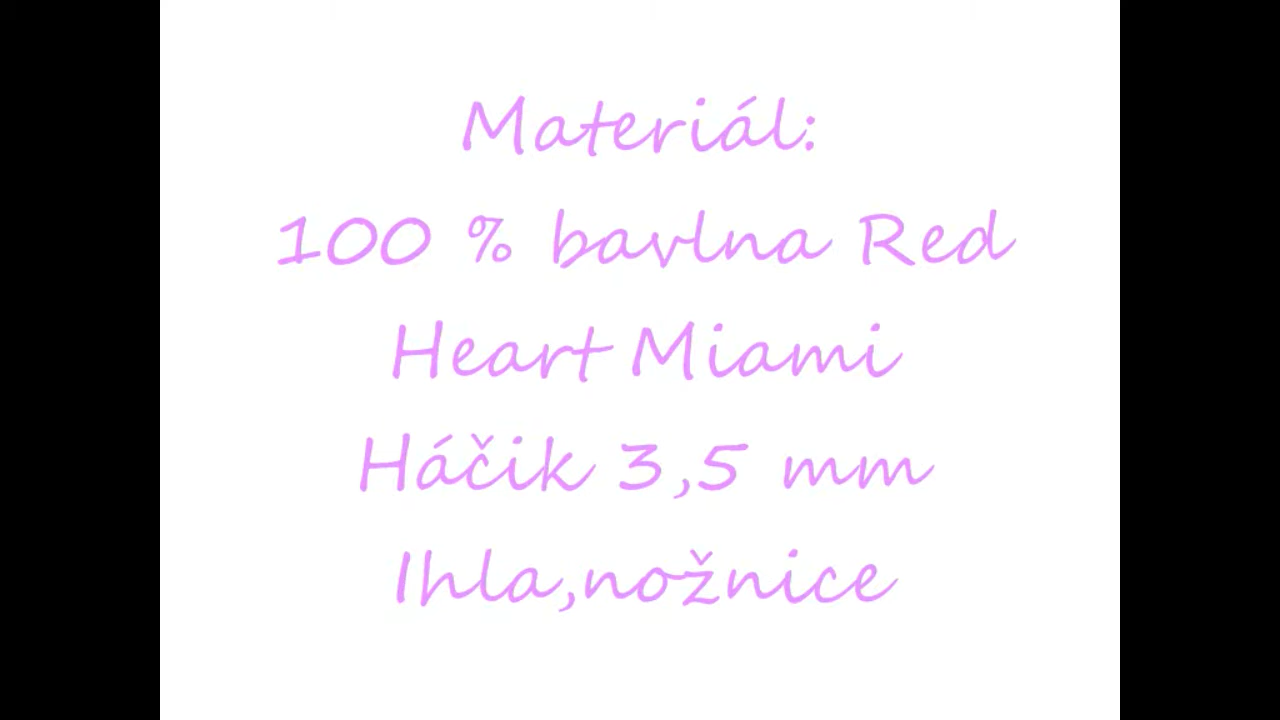 Materiál:
100 % bavlna Red
Heart Miami
Háčik 3,5 mm
Ihla,nožnice